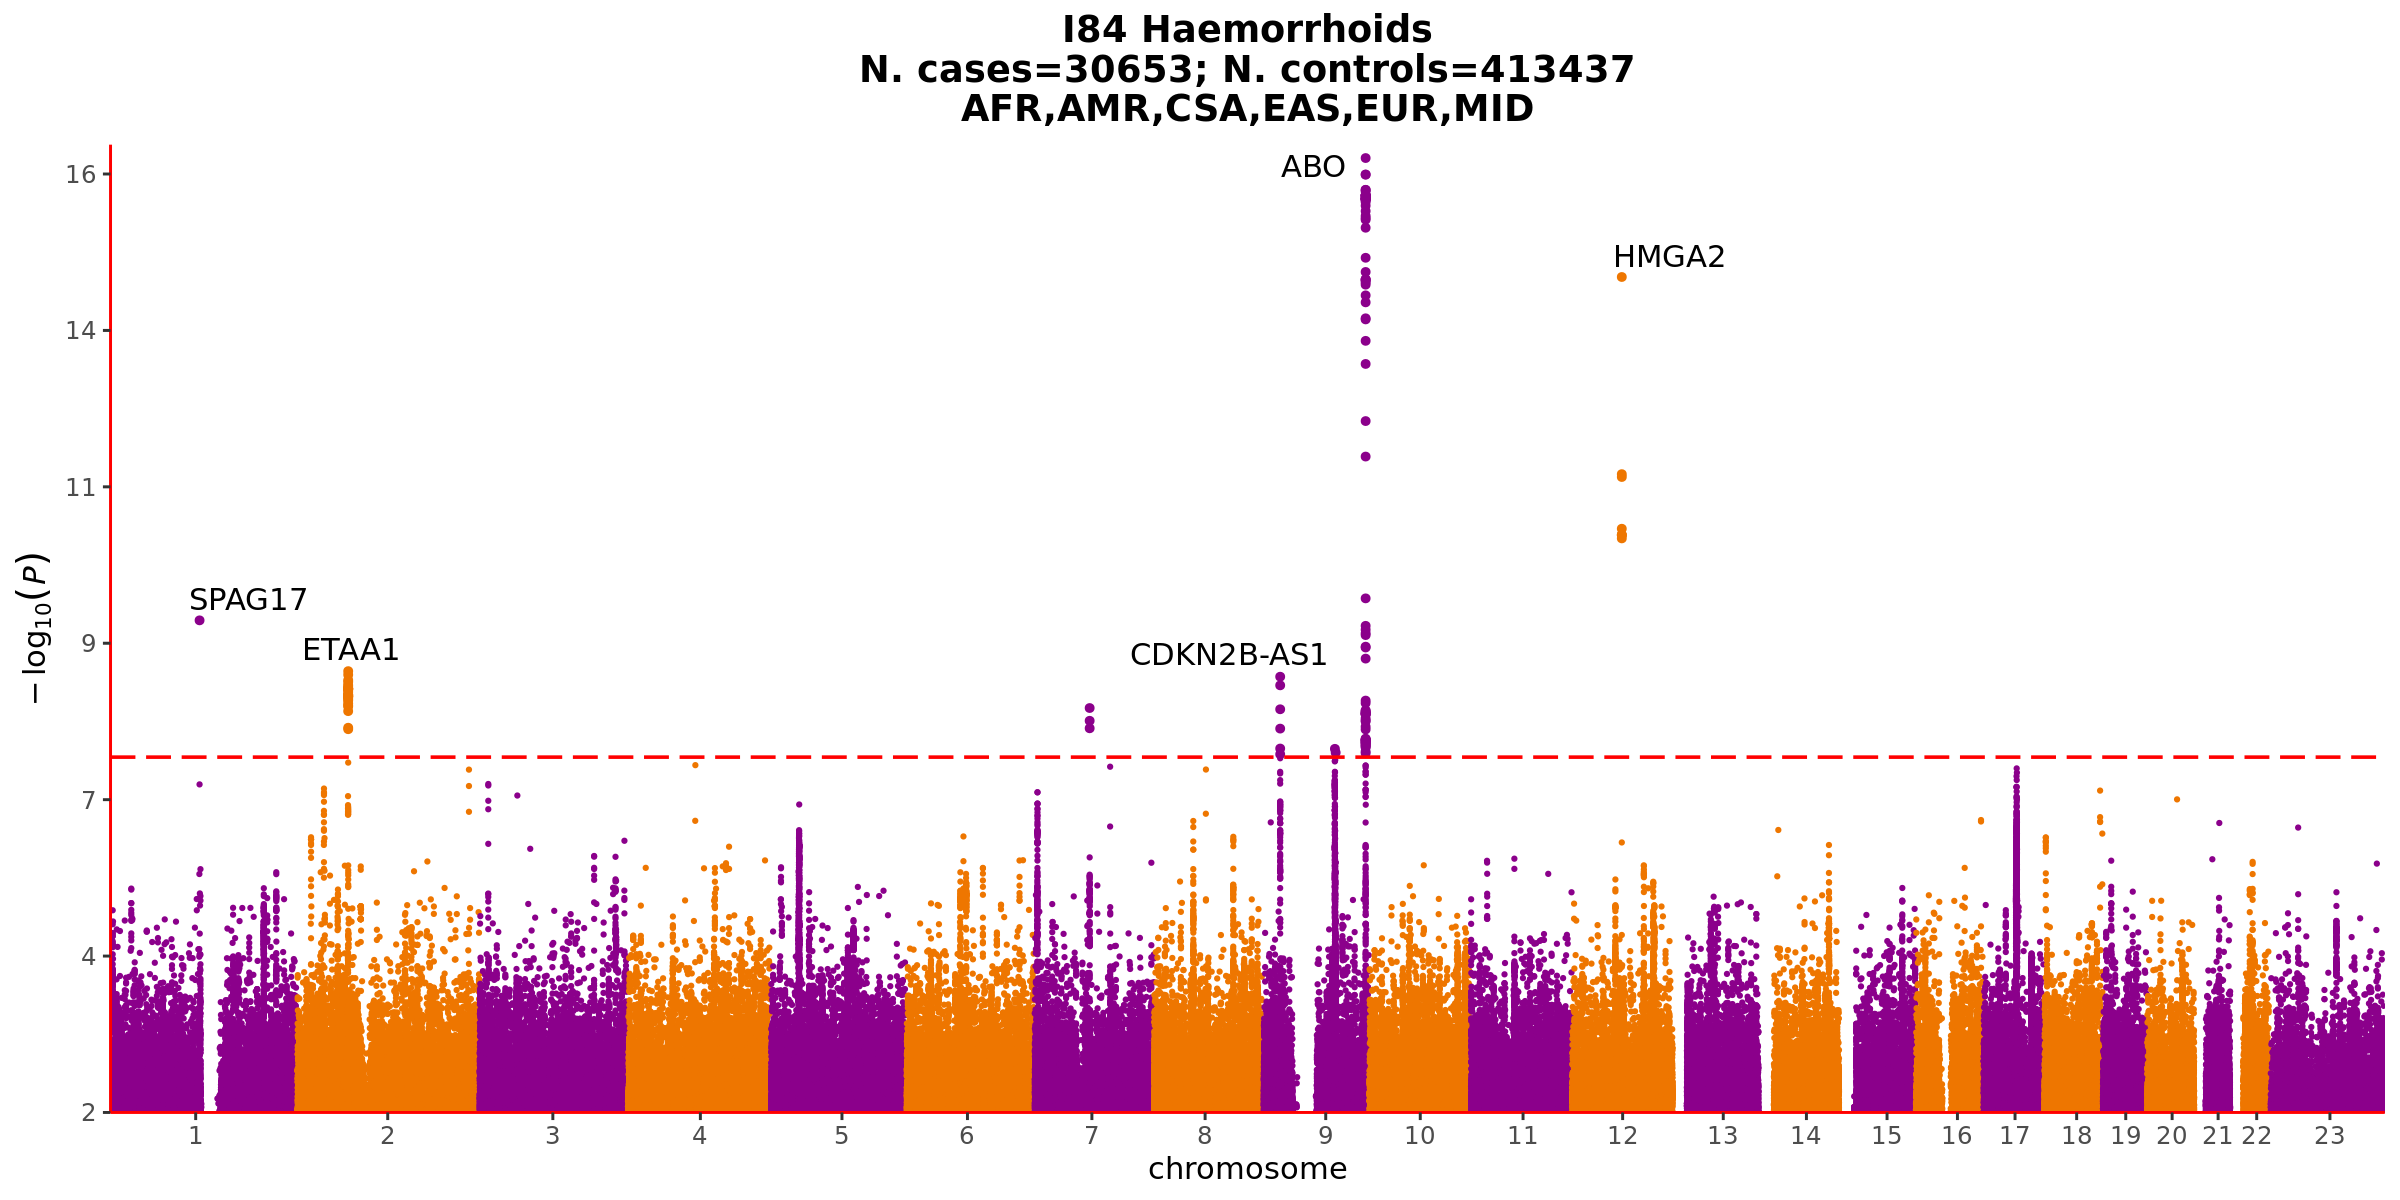 I84 Haemorrhoids
N. cases=30653; N. controls=413437
AFR,AMR,CSA,EAS,EUR,MID
16
14
11
9
7
4
2
−log10(P)
ABO
HMGA2
SPAG17
ETAA1
CDKN2B-AS1
1 2 3 4 5 6 7 8 9 10 11 12 13 14 15 16 17 18 19 20 21 22 23
chromosome